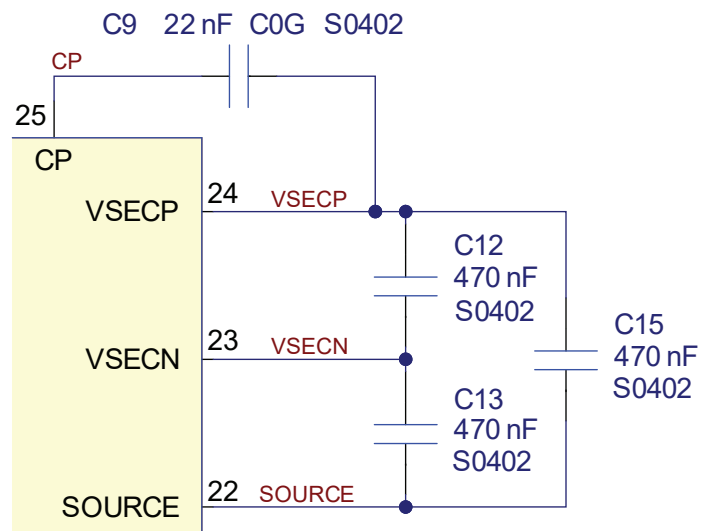 C9 22 nF C0G S0402
CP
25
CP
24
VSECP
VSECP
C12
470 nF
S0402
C15
470 nF
S0402
23
VSECN
VSECN
C13
470 nF
S0402
22
SOURCE
SOURCE